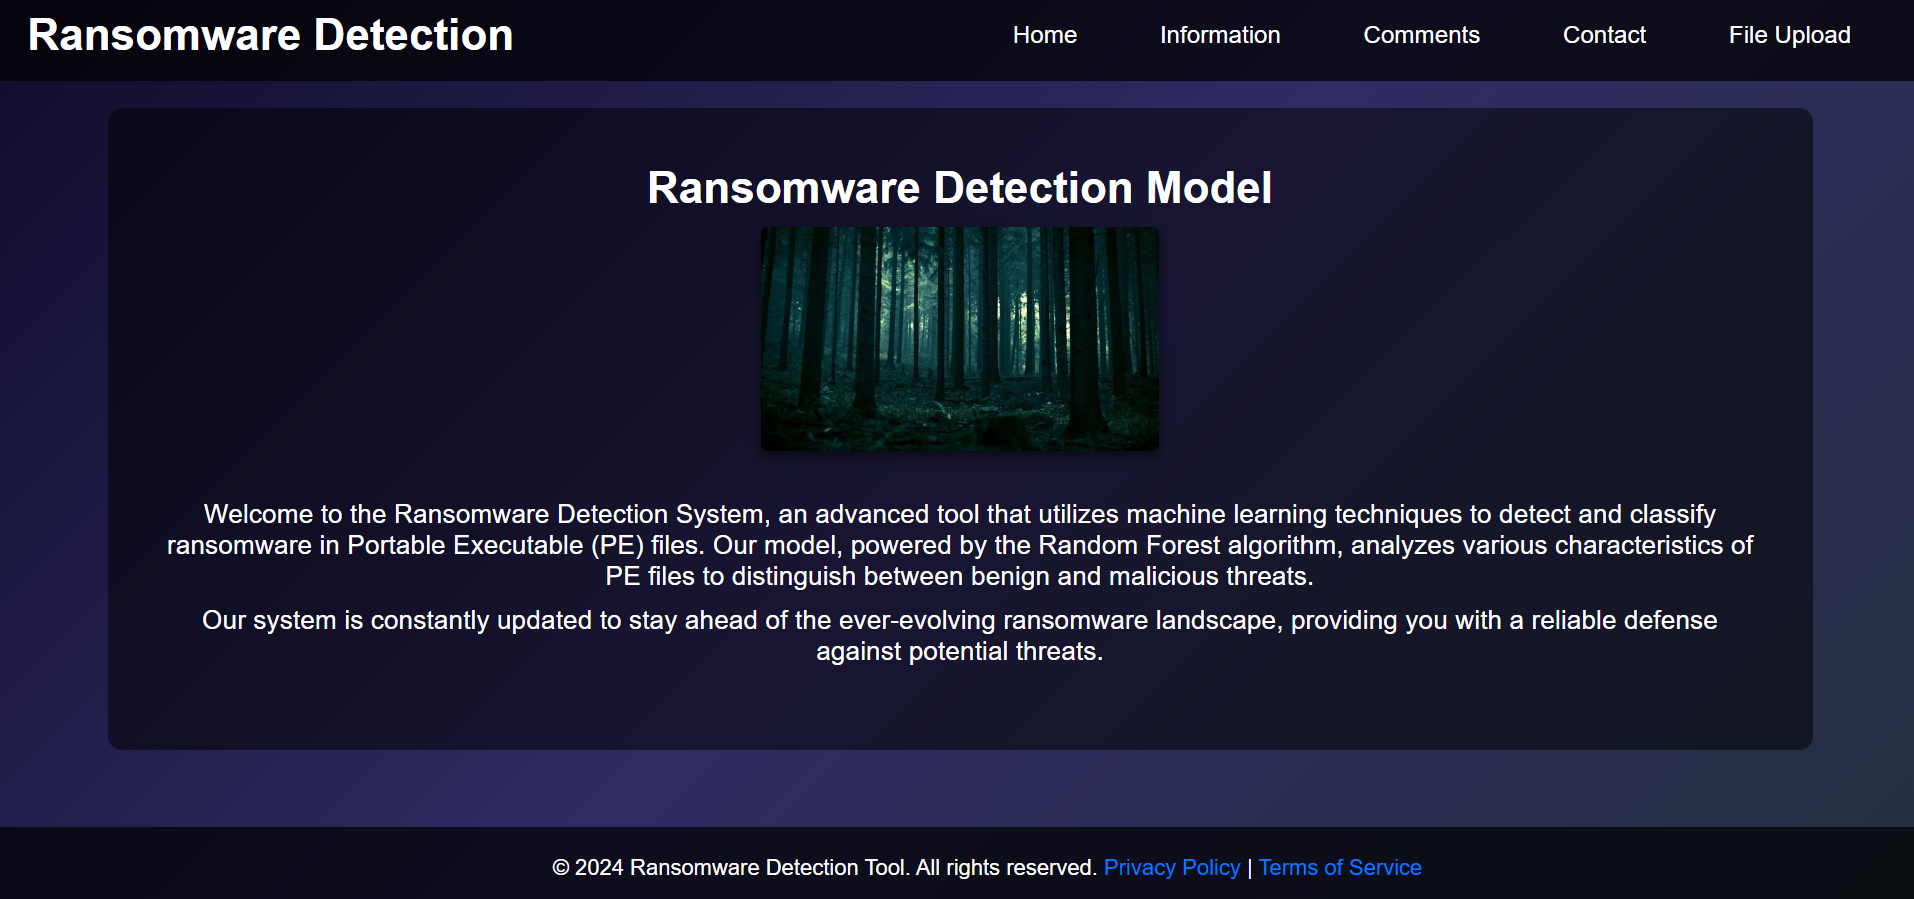 Ransomware Detection
Home Information Comments Contact File Upload
Ransomware Detection Model
Welcome to the Ransomware Detection System, an advanced tool that utilizes machine learning techniques to detect and classify
ransomware in Portable Executable (PE) files. Our model, powered by the Random Forest algorithm, analyzes various characteristics of
PE files to distinguish between benign and malicious threats.
Our system is constantly updated to stay ahead of the ever-evolving ransomware landscape, providing you with a reliable defense
against potential threats.
© 2024 Ransomware Detection Tool. All rights reserved. Privacy Policy | Terms of Service